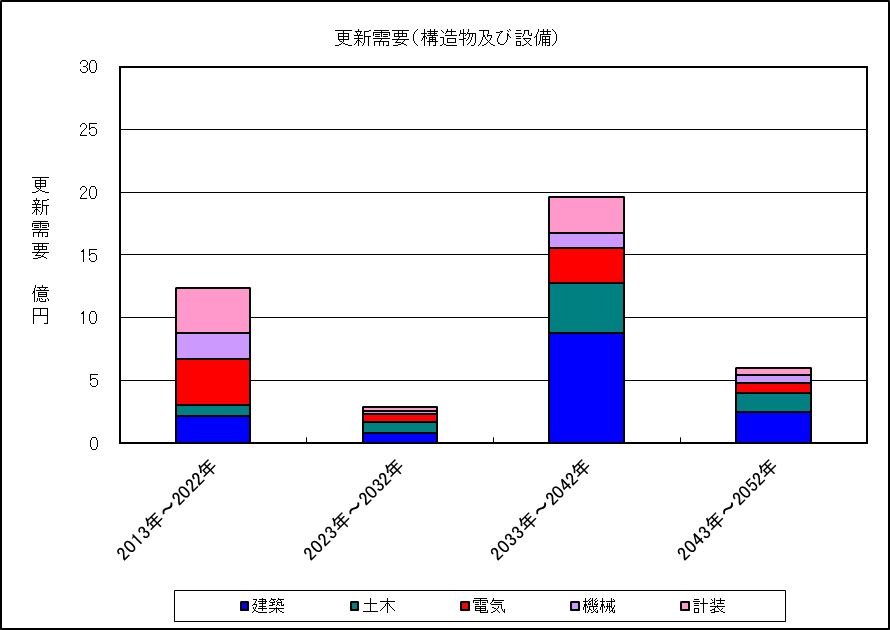 更新需要(構造物及び設備)
30
25
20
15
10
5
0
更新需要 億円
2013年～2022年
2023年～2032年
2033年～2042年
2043年～2052年
建築 土木 電気 機械 計装